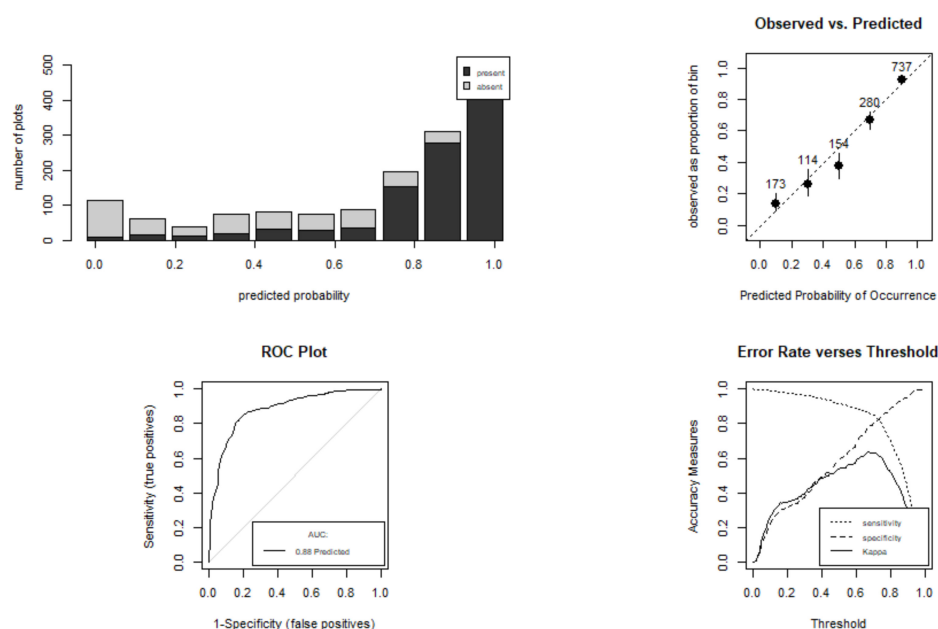 Observed vs. Predicted
number of plots
0 100 200 300 400 500
present
absent
0.0 0.2 0.4 0.6 0.8 1.0
predicted probability
observed as proportion of bin
0.0 0.2 0.4 0.6 0.8 1.0
737
280
154
114
173
0.0 0.2 0.4 0.6 0.8 1.0
Predicted Probability of Occurrence
ROC Plot
Sensitivity (true positives)
0.0 0.2 0.4 0.6 0.8 1.0
AUC:
0.88 Predicted
0.0 0.2 0.4 0.6 0.8 1.0
1-Specificity (false positives)
Error Rate verses Threshold
Accuracy Measures
0.0 0.2 0.4 0.6 0.8 1.0
sensitivity
specificity
Kappa
0.0 0.2 0.4 0.6 0.8 1.0
Threshold